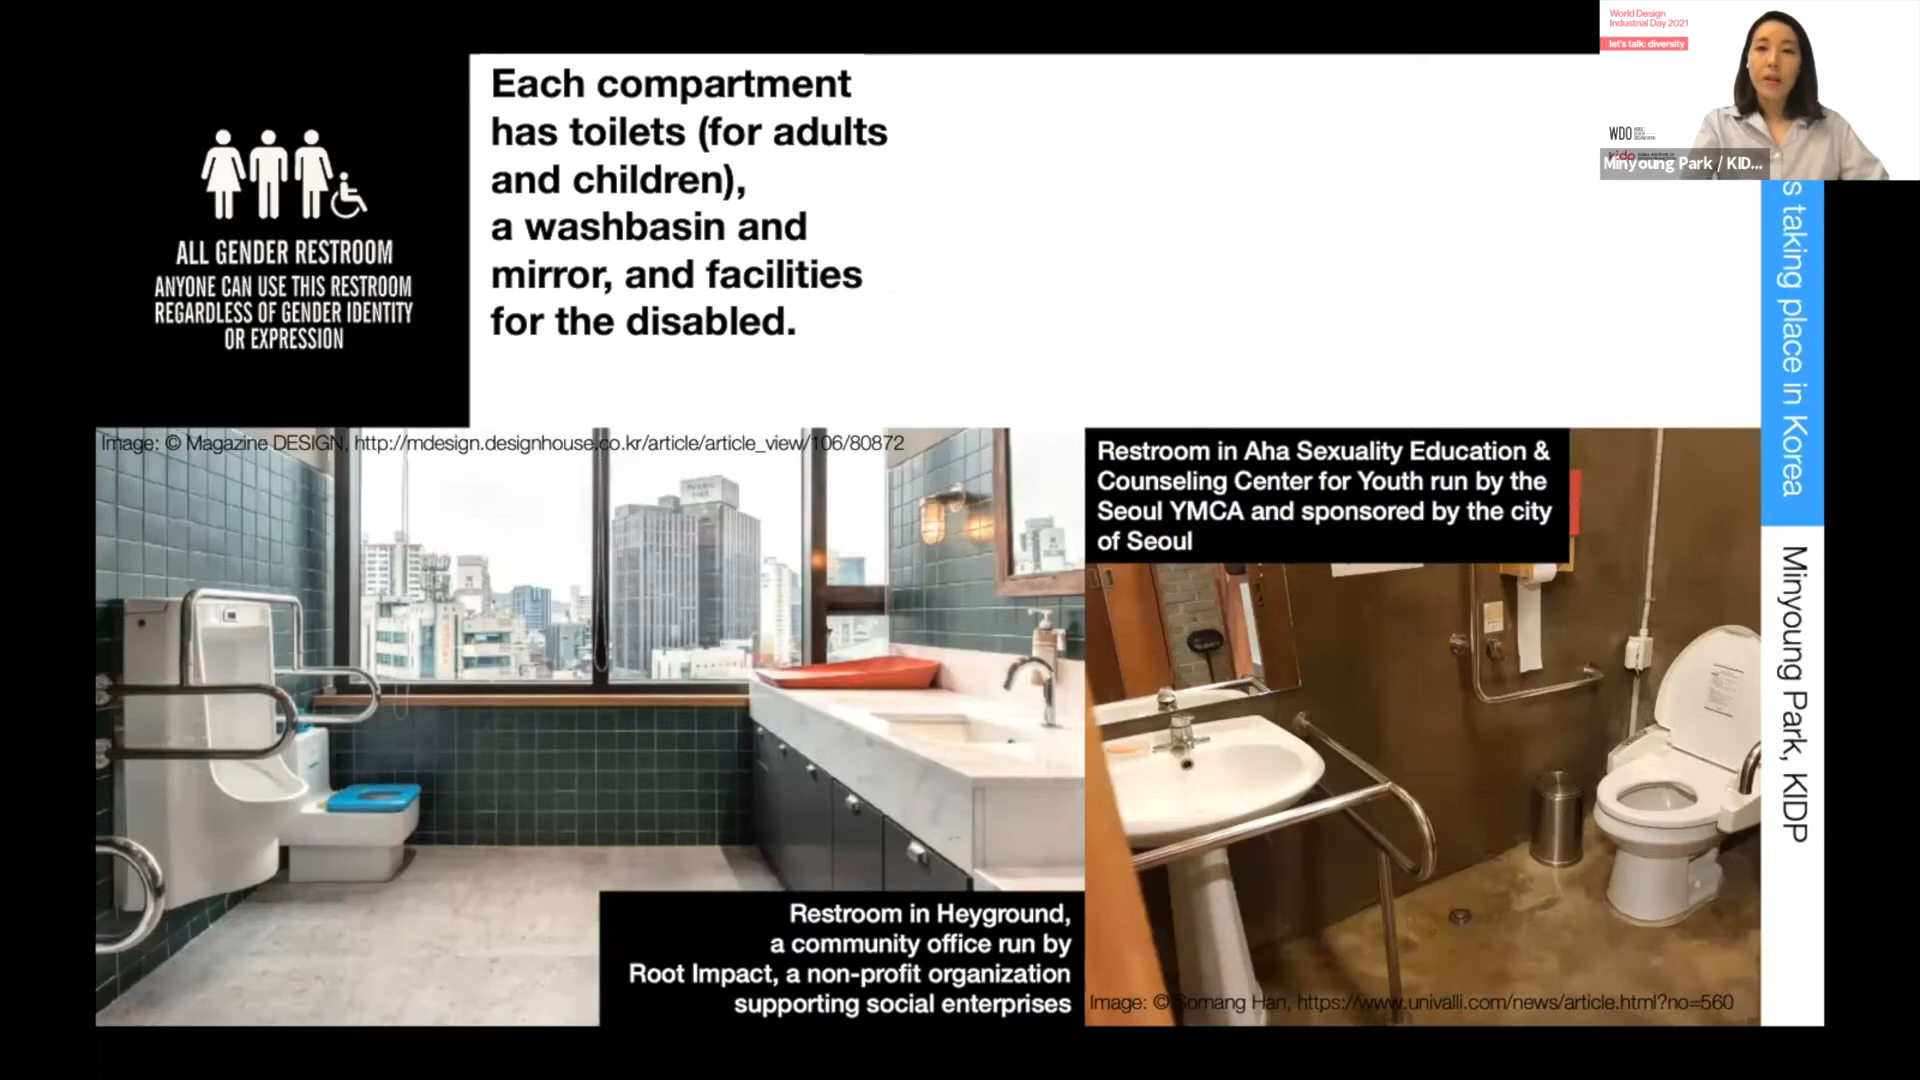 World Design
Industrial Day 2021
let's talk: diversity
WDO
Minyoung Park / KID...
Each compartment
has toilets (for adults
and children),
a washbasin and
mirror, and facilities
for the disabled.
ALL GENDER RESTROOM
ANYONE CAN USE THIS RESTROOM
REGARDLESS OF GENDER IDENTITY
OR EXPRESSION
s taking place in Korea
Minyoung Park, KIDP
Image: © Magazine DESIGN, http://mdesign.designhouse.co.kr/article/article_view/106/80872
Restroom in Heyground,
a community office run by
Root Impact, a non-profit organization
supporting social enterprises
Restroom in Aha Sexuality Education &
Counseling Center for Youth run by the
Seoul YMCA and sponsored by the city
of Seoul
Image: © Somang Han, https://www.univalli.com/news/article.html?no=560